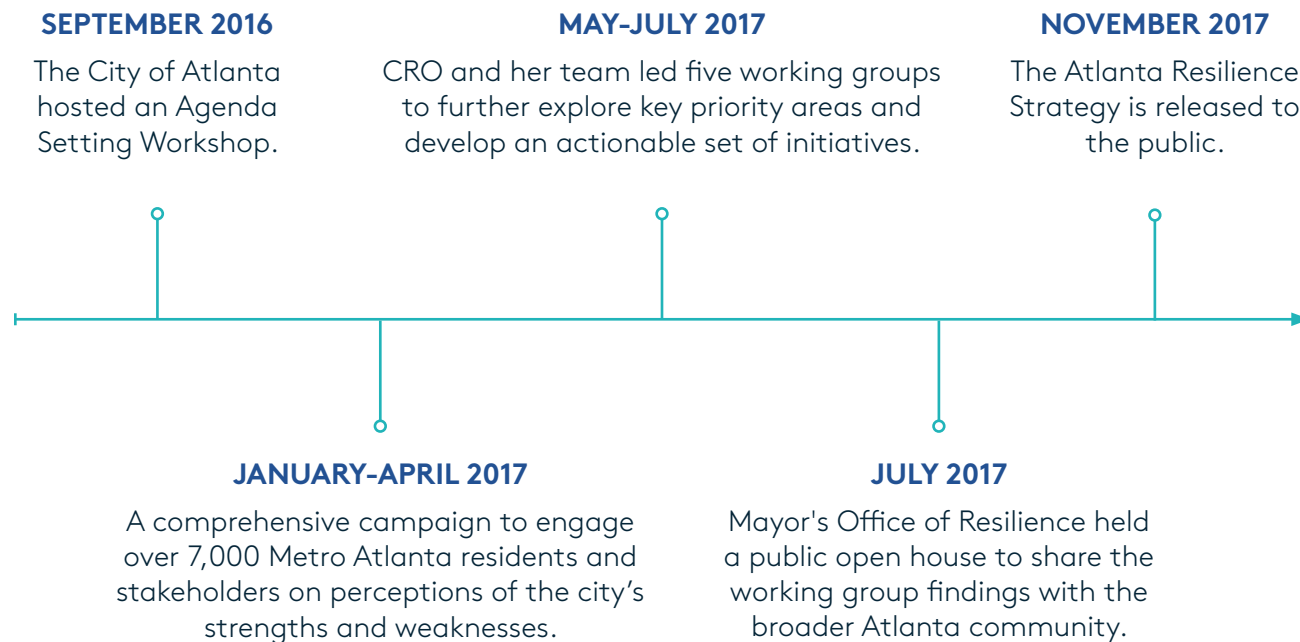 SEPTEMBER 2016
The City of Atlanta
hosted an Agenda
Setting Workshop.
MAY-JULY 2017
CRO and her team led five working groups
to further explore key priority areas and
develop an actionable set of initiatives.
NOVEMBER 2017
The Atlanta Resilience
Strategy is released to
the public.
JANUARY-APRIL 2017
A comprehensive campaign to engage
over 7,000 Metro Atlanta residents and
stakeholders on perceptions of the city’s
strengths and weaknesses.
JULY 2017
Mayor's Office of Resilience held
a public open house to share the
working group findings with the
broader Atlanta community.